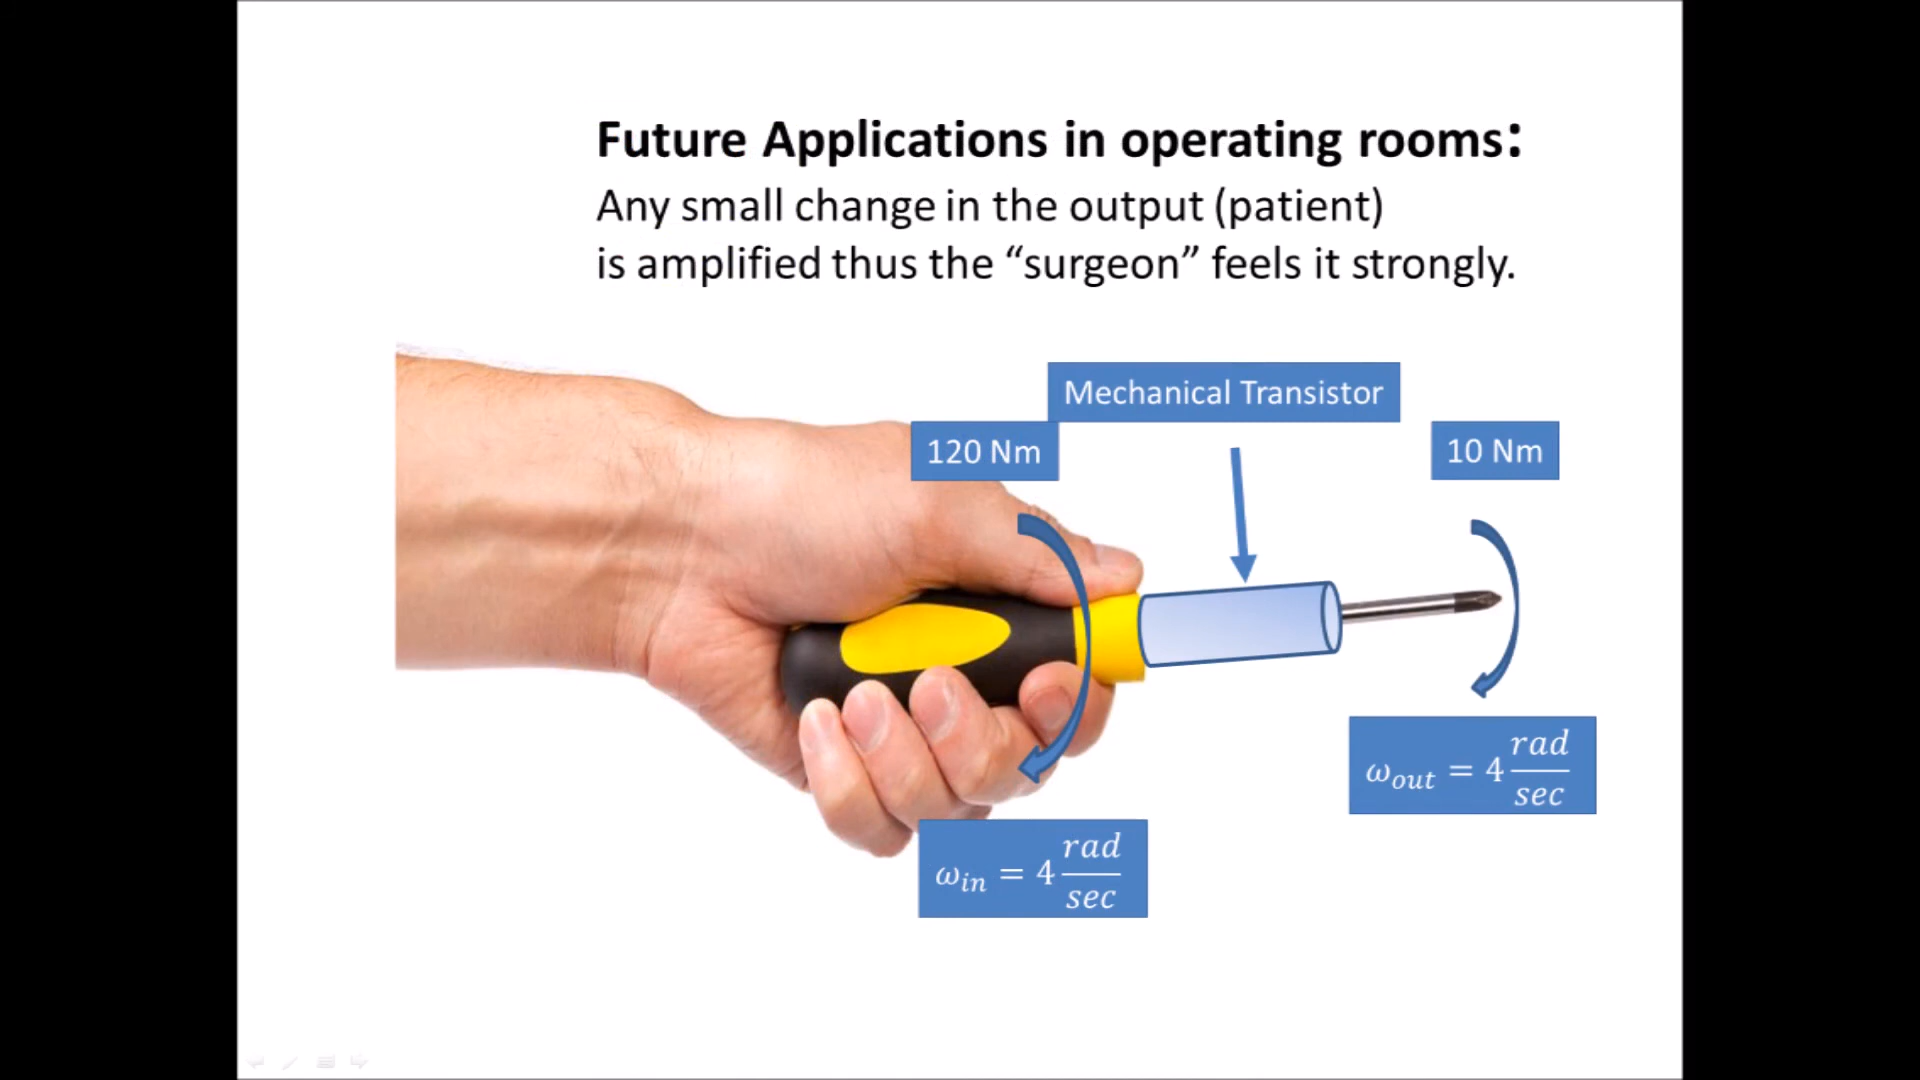 Future Applications in operating rooms:
Any small change in the output (patient)
is amplified thus the “surgeon” feels it strongly.
Mechanical Transistor
120 Nm
10 Nm
ω_out = 4 rad/sec
ω_in = 4 rad/sec